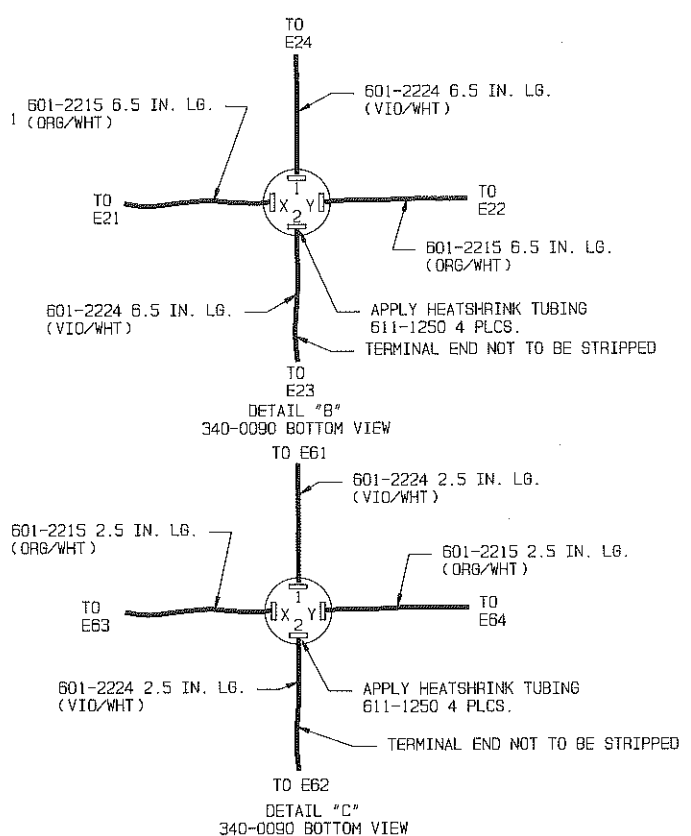 TO
E24
601-2215 6.5 IN. LG.
1 (ORG/WHT)
601-2224 6.5 IN. LG.
(VIO/WHT)
TO
E21
1
X Y
2
TO
E22
601-2215 6.5 IN. LG.
(ORG/WHT)
601-2224 6.5 IN. LG.
(VIO/WHT)
APPLY HEATSHRINK TUBING
611-1250 4 PLCS.
TERMINAL END NOT TO BE STRIPPED
TO
E23
DETAIL "B"
340-0090 BOTTOM VIEW
TO E61
601-2224 2.5 IN. LG.
(VIO/WHT)
601-2215 2.5 IN. LG.
(ORG/WHT)
601-2215 2.5 IN. LG.
(ORG/WHT)
TO
E63
1
X Y
2
TO
E64
601-2224 2.5 IN. LG.
(VIO/WHT)
APPLY HEATSHRINK TUBING
611-1250 4 PLCS.
TERMINAL END NOT TO BE STRIPPED
TO E62
DETAIL "C"
340-0090 BOTTOM VIEW